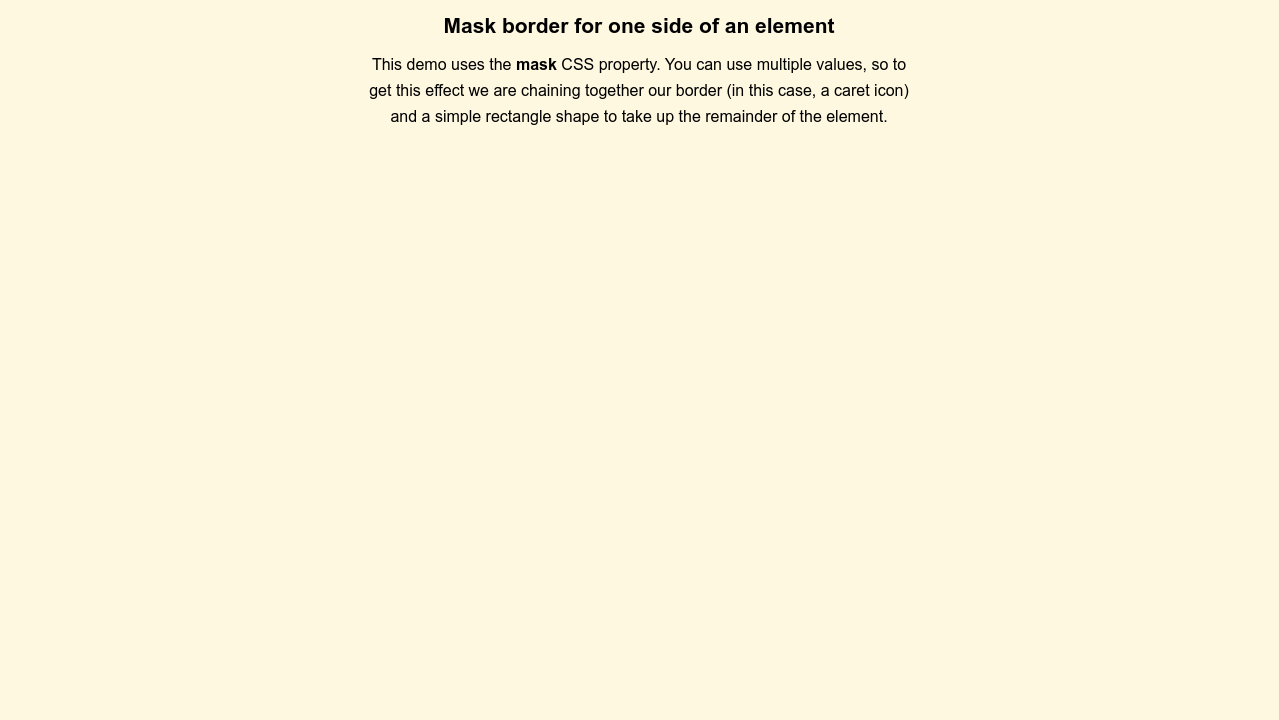 Mask border for one side of an element
This demo uses the mask CSS property. You can use multiple values, so to
get this effect we are chaining together our border (in this case, a caret icon)
and a simple rectangle shape to take up the remainder of the element.